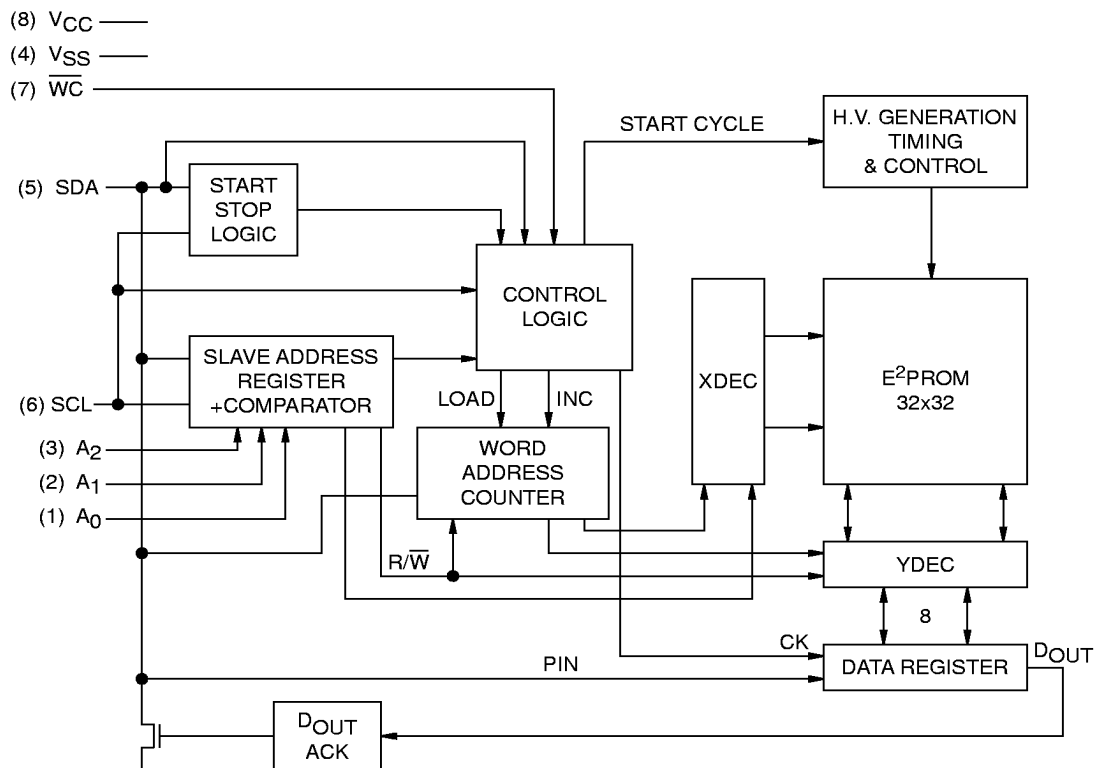 (8) VCC
(4) VSS
(7) W̅C̅
START CYCLE
H.V. GENERATION
TIMING
& CONTROL
(5) SDA
START
STOP
LOGIC
CONTROL
LOGIC
SLAVE ADDRESS
REGISTER
+COMPARATOR
XDEC
E²PROM
32x32
LOAD
INC
(6) SCL
(3) A2
(2) A1
(1) A0
WORD
ADDRESS
COUNTER
R/W̅
YDEC
8
CK
PIN
DATA REGISTER
DOUT
DOUT
ACK